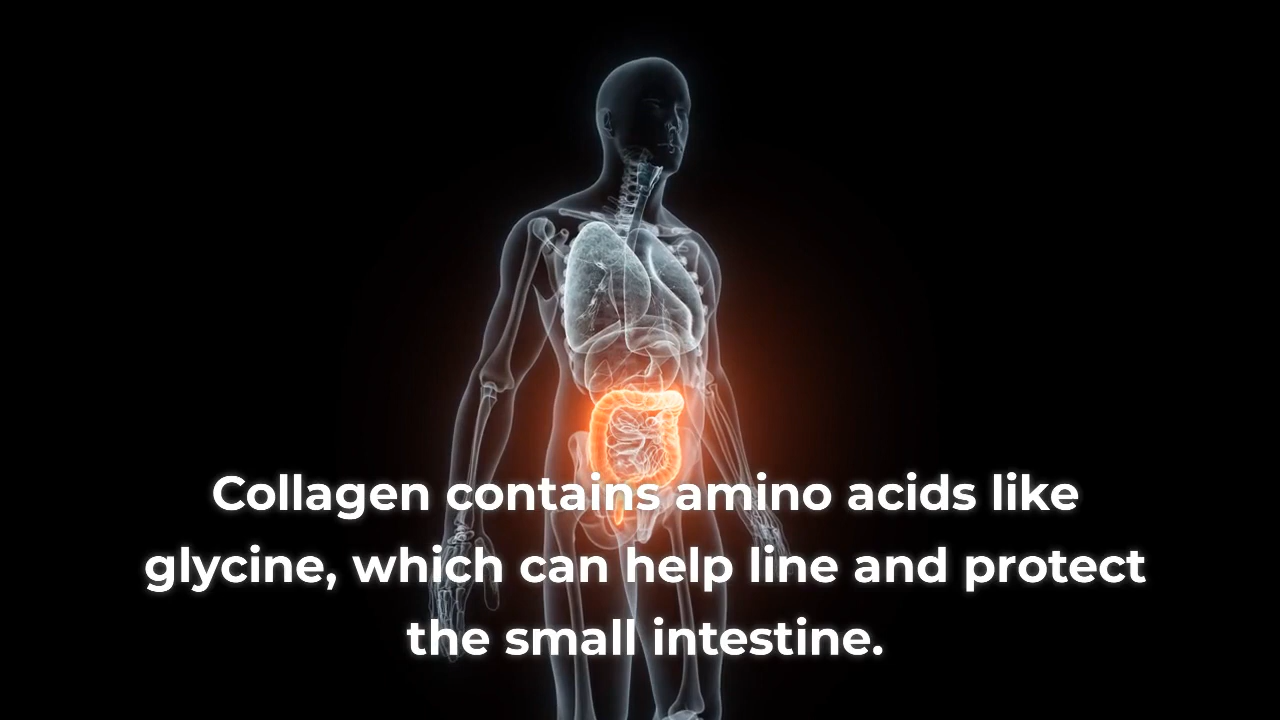 Collagen contains amino acids like
glycine, which can help line and protect
the small intestine.